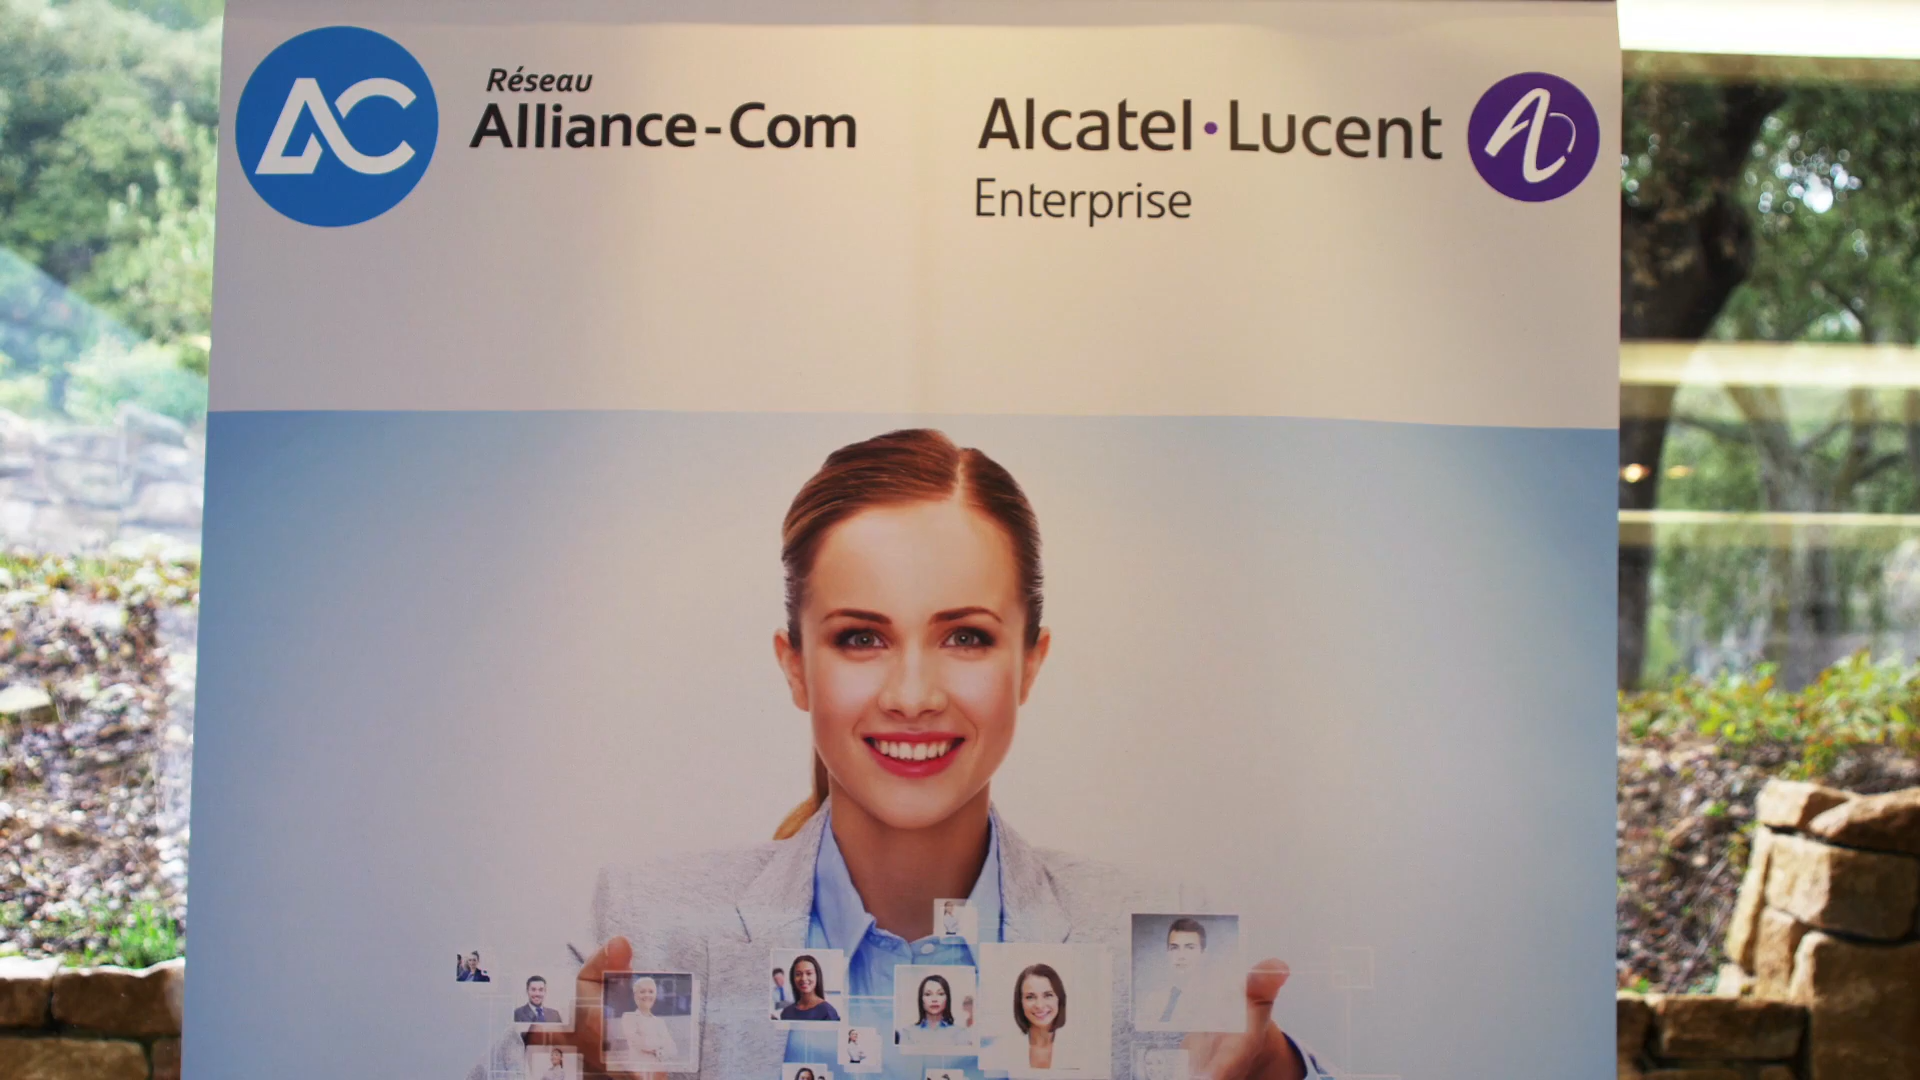 AC
Réseau
Alliance-Com
Alcatel·Lucent
Enterprise